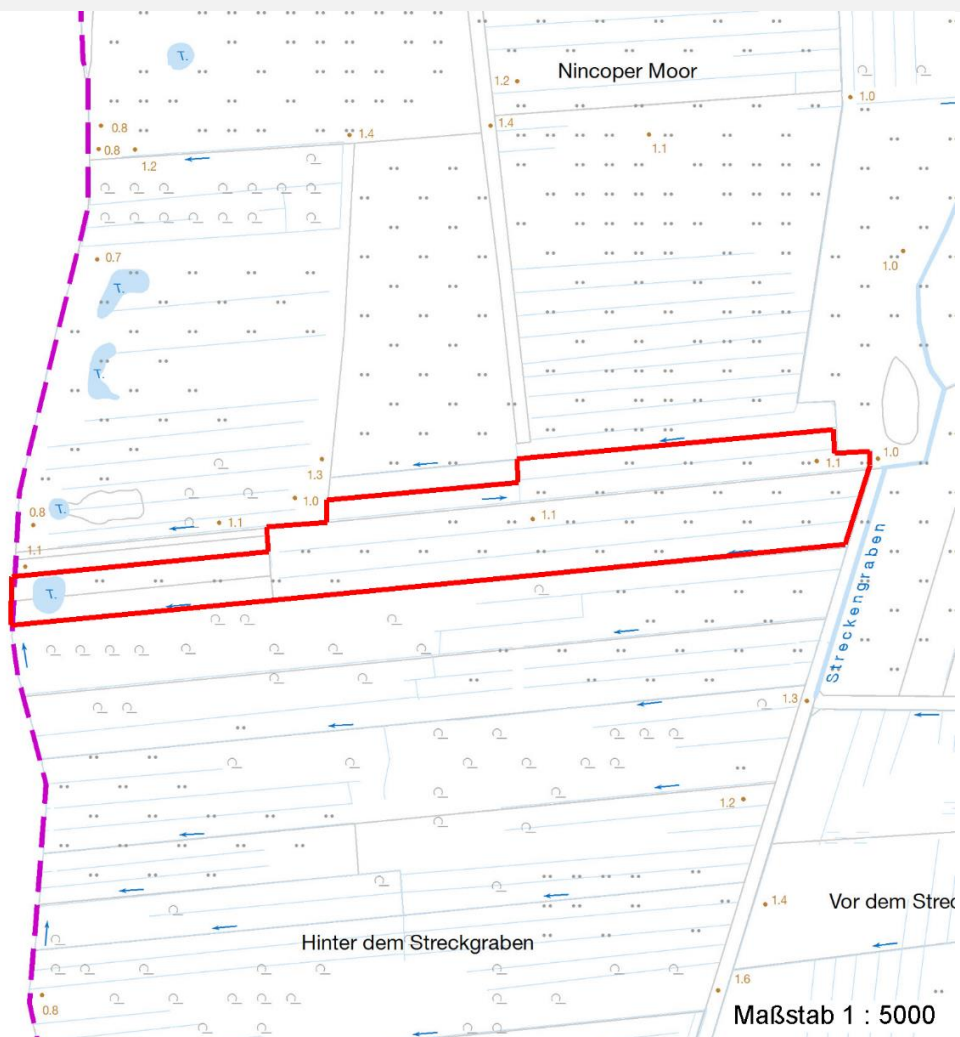 T.
Nincoper Moor
1.2
1.0
0.8
1.4
1.4
0.8
1.2
1.1
0.7
1.0
T.
T.
1.3
1.1
1.0
1.0
T.
0.8
1.1
1.1
1.1
T.
Streckengraben
1.3
1.2
1.4
Vor dem Strec
Hinter dem Streckgraben
1.6
0.8
Maßstab 1 : 5000